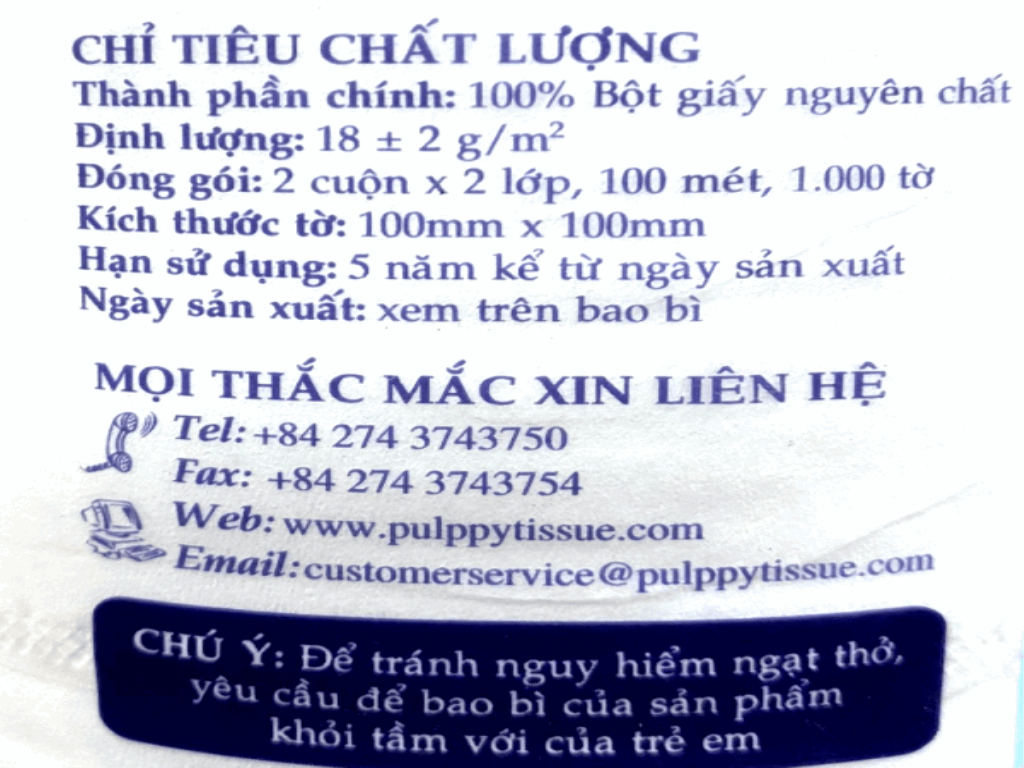 CHỈ TIÊU CHẤT LƯỢNG
Thành phần chính: 100% Bột giấy nguyên chất
Định lượng: 18 ± 2 g/m²
Đóng gói: 2 cuộn x 2 lớp, 100 mét, 1.000 tờ
Kích thước tờ: 100mm x 100mm
Hạn sử dụng: 5 năm kể từ ngày sản xuất
Ngày sản xuất: xem trên bao bì
MỌI THẮC MẮC XIN LIÊN HỆ
Tel: +84 274 3743750
Fax: +84 274 3743754
Web: www.pulppytissue.com
Email: customerservice@pulppytissue.com
CHÚ Ý: Để tránh nguy hiểm ngạt thở,
yêu cầu để bao bì của sản phẩm
khỏi tầm với của trẻ em